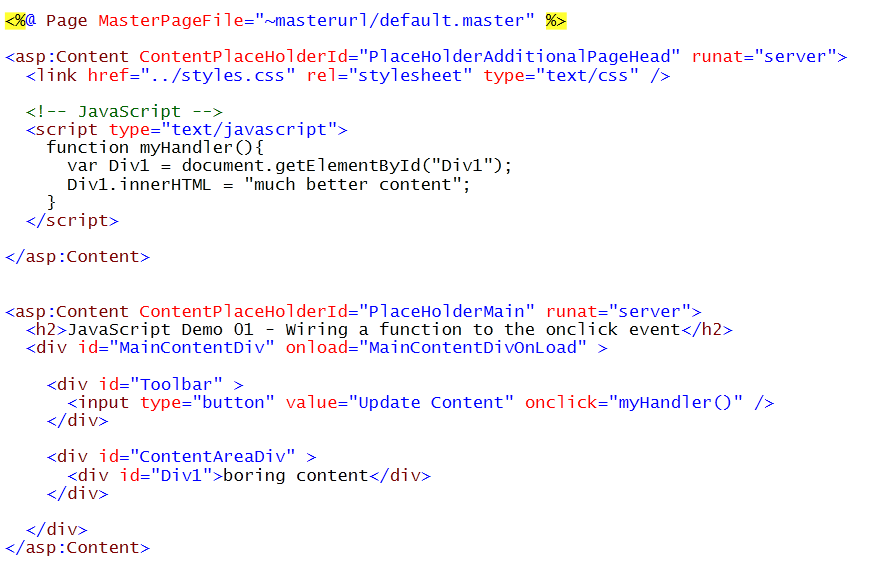 <%@ Page MasterPageFile="~masterurl/default.master" %>
<asp:Content ContentPlaceHolderId="PlaceHolderAdditionalPageHead" runat="server">
<link href="../styles.css" rel="stylesheet" type="text/css" />
<!-- JavaScript -->
<script type="text/javascript">
function myHandler(){
var Div1 = document.getElementById("Div1");
Div1.innerHTML = "much better content";
}
</script>
</asp:Content>
<asp:Content ContentPlaceHolderId="PlaceHolderMain" runat="server">
<h2>JavaScript Demo 01 - Wiring a function to the onclick event</h2>
<div id="MainContentDiv" onload="MainContentDivOnLoad" >
<div id="Toolbar" >
<input type="button" value="Update Content" onclick="myHandler()" />
</div>
<div id="ContentAreaDiv" >
<div id="Div1">boring content</div>
</div>
</div>
</asp:Content>